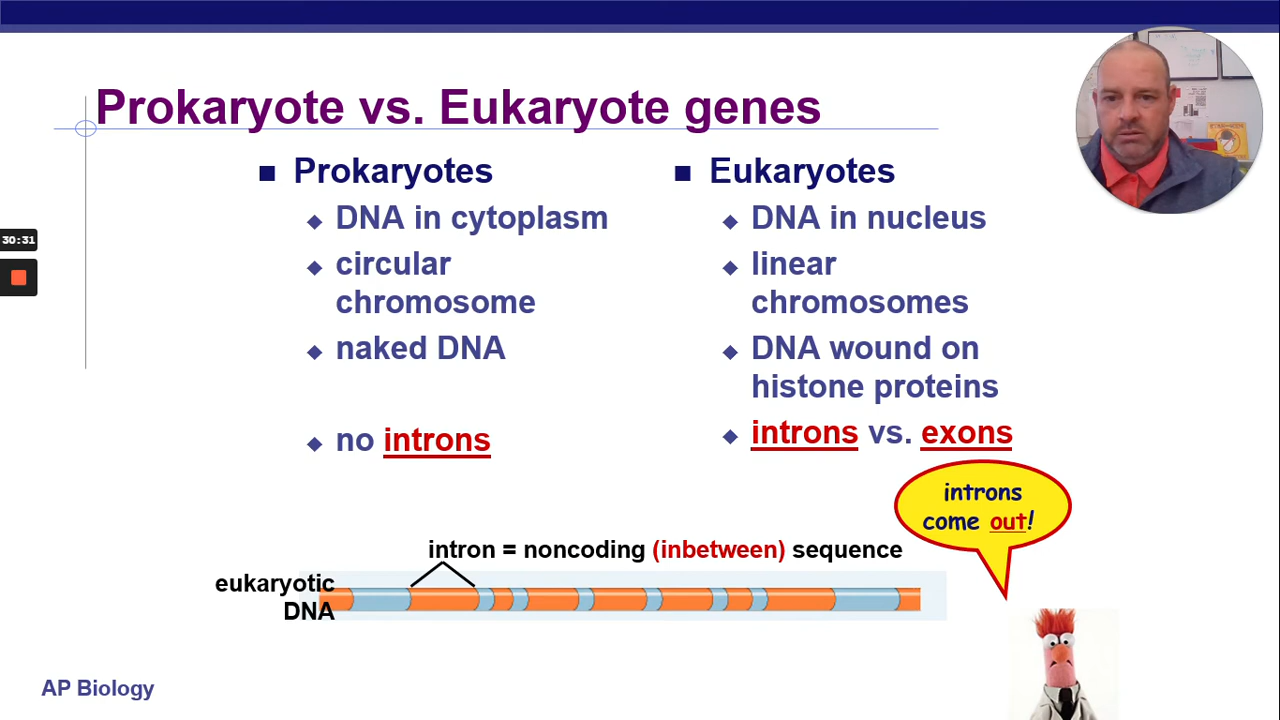 Prokaryote vs. Eukaryote genes
■ Prokaryotes
◆ DNA in cytoplasm
◆ circular
chromosome
◆ naked DNA
◆ no introns
■ Eukaryotes
◆ DNA in nucleus
◆ linear
chromosomes
◆ DNA wound on
histone proteins
◆ introns vs. exons
introns
come out!
intron = noncoding (inbetween) sequence
eukaryotic
DNA
AP Biology
30:31